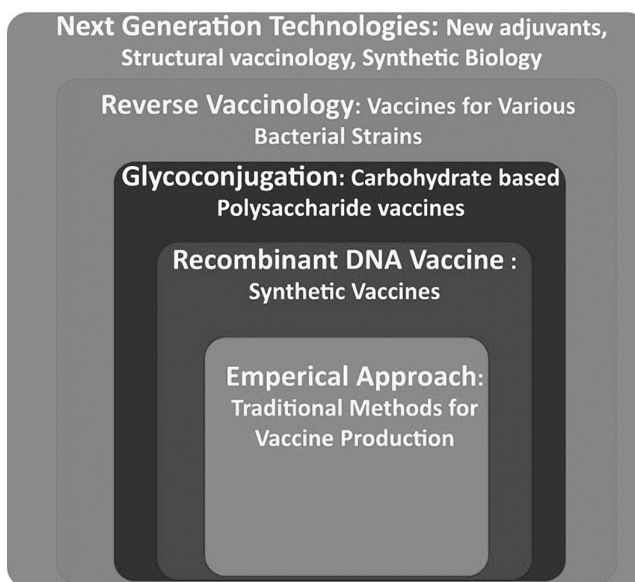 Next Generation Technologies: New adjuvants,
Structural vaccinology, Synthetic Biology
Reverse Vaccinology: Vaccines for Various
Bacterial Strains
Glycoconjugation: Carbohydrate based
Polysaccharide vaccines
Recombinant DNA Vaccine :
Synthetic Vaccines
Emperical Approach:
Traditional Methods for
Vaccine Production